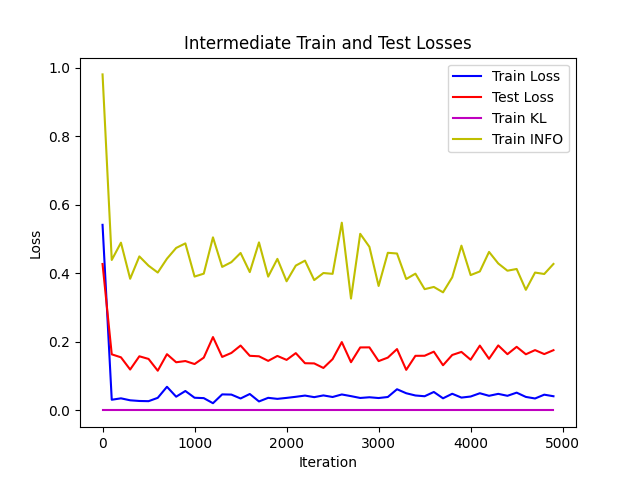 Intermediate Train and Test Losses
Train Loss
Test Loss
Train KL
Train INFO
Loss
1.0
0.8
0.6
0.4
0.2
0.0
0
1000
2000
3000
4000
5000
Iteration